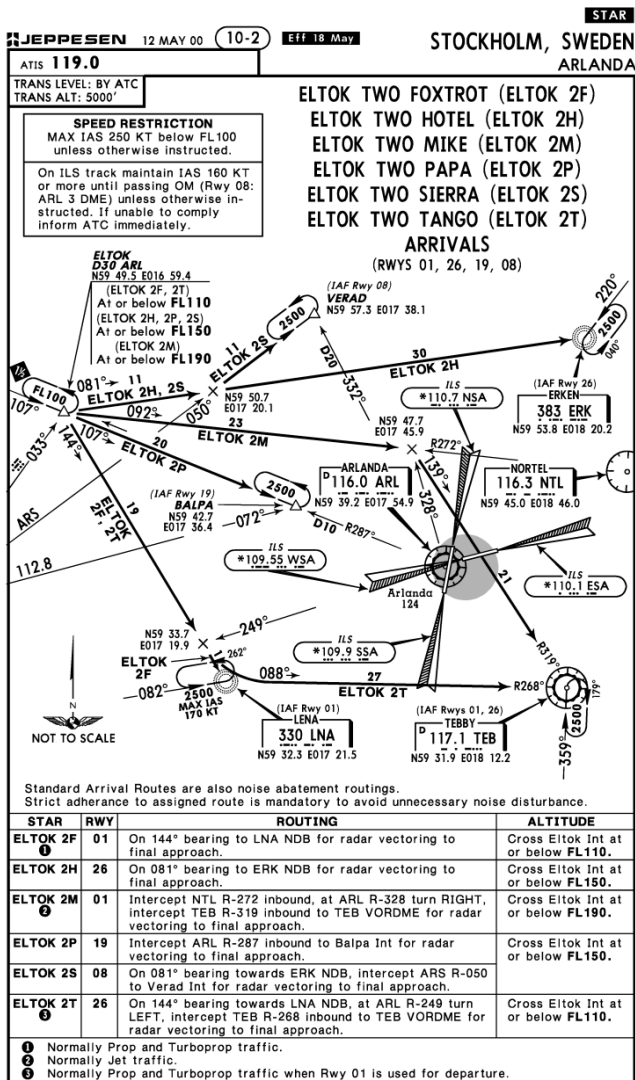 STAR
JEPPESEN 12 MAY 00 10-2 Eff 18 May
STOCKHOLM, SWEDEN
ARLANDA
ATIS 119.0
TRANS LEVEL: BY ATC
TRANS ALT: 5000'
ELTOK TWO FOXTROT (ELTOK 2F)
ELTOK TWO HOTEL (ELTOK 2H)
ELTOK TWO MIKE (ELTOK 2M)
ELTOK TWO PAPA (ELTOK 2P)
ELTOK TWO SIERRA (ELTOK 2S)
ELTOK TWO TANGO (ELTOK 2T)
ARRIVALS
(RWYS 01, 26, 19, 08)
SPEED RESTRICTION
MAX IAS 250 KT below FL100
unless otherwise instructed.
On ILS track maintain IAS 160 KT
or more until passing OM (Rwy 08:
ARL 3 DME) unless otherwise in-
structed. If unable to comply
inform ATC immediately.
ELTOK
D30 ARL
N59 49.5 E016 59.4
(ELTOK 2F, 2T)
At or below FL110
(ELTOK 2H, 2P, 2S)
At or below FL150
(ELTOK 2M)
At or below FL190
(IAF Rwy 08)
VERAD
N59 57.3 E017 38.1
2500
11
ELTOK 2S
D20
332°
30
ELTOK 2H
220°
2500
040°
(IAF Rwy 26)
ERKEN
383 ERK
N59 53.8 E018 20.2
1½
FL100
107°
081°
11
ELTOK 2H, 2S
092°
050°
N59 50.7
E017 20.1
23
ELTOK 2M
ILS
*110.7 NSA
N59 47.7
E017 45.9
R272°
NORTEL
116.3 NTL
N59 45.0 E018 46.0
033°
144°
107°
20
ELTOK 2P
139°
328°
ARLANDA
D 116.0 ARL
N59 39.2 E017 54.9
(IAF Rwy 19)
BALPA
N59 42.7
E017 36.4
2500
072°
D10
R287°
19
ELTOK
2F, 2T
ARS
112.8
ILS
*109.55 WSA
Arlanda
124
21
ILS
*110.1 ESA
N59 33.7
E017 19.9
249°
ILS
*109.9 SSA
R319°
ELTOK
2F
1
262°
082°
2500
MAX IAS
170 KT
088°
27
ELTOK 2T
R268°
179°
2500
359°
N
NOT TO SCALE
(IAF Rwy 01)
LENA
330 LNA
N59 32.3 E017 21.5
(IAF Rwys 01, 26)
TEBBY
D 117.1 TEB
N59 31.9 E018 12.2
Standard Arrival Routes are also noise abatement routings.
Strict adherence to assigned route is mandatory to avoid unnecessary noise disturbance.
STAR RWY ROUTING ALTITUDE
ELTOK 2F ❶ 01 On 144° bearing to LNA NDB for radar vectoring to final approach. Cross Eltok Int at or below FL110.
ELTOK 2H 26 On 081° bearing to ERK NDB for radar vectoring to final approach. Cross Eltok Int at or below FL150.
ELTOK 2M ❷ 01 Intercept NTL R-272 inbound, at ARL R-328 turn RIGHT, intercept TEB R-319 inbound to TEB VORDME for radar vectoring to final approach. Cross Eltok Int at or below FL190.
ELTOK 2P 19 Intercept ARL R-287 inbound to Balpa Int for radar vectoring to final approach. Cross Eltok Int at or below FL150.
ELTOK 2S 08 On 081° bearing towards ERK NDB, intercept ARS R-050 to Verad Int for radar vectoring to final approach.
ELTOK 2T ❸ 26 On 144° bearing towards LNA NDB, at ARL R-249 turn LEFT, intercept TEB R-268 inbound to TEB VORDME for radar vectoring to final approach. Cross Eltok Int at or below FL110.
❶ Normally Prop and Turboprop traffic.
❷ Normally Jet traffic.
❸ Normally Prop and Turboprop traffic when Rwy 01 is used for departure.